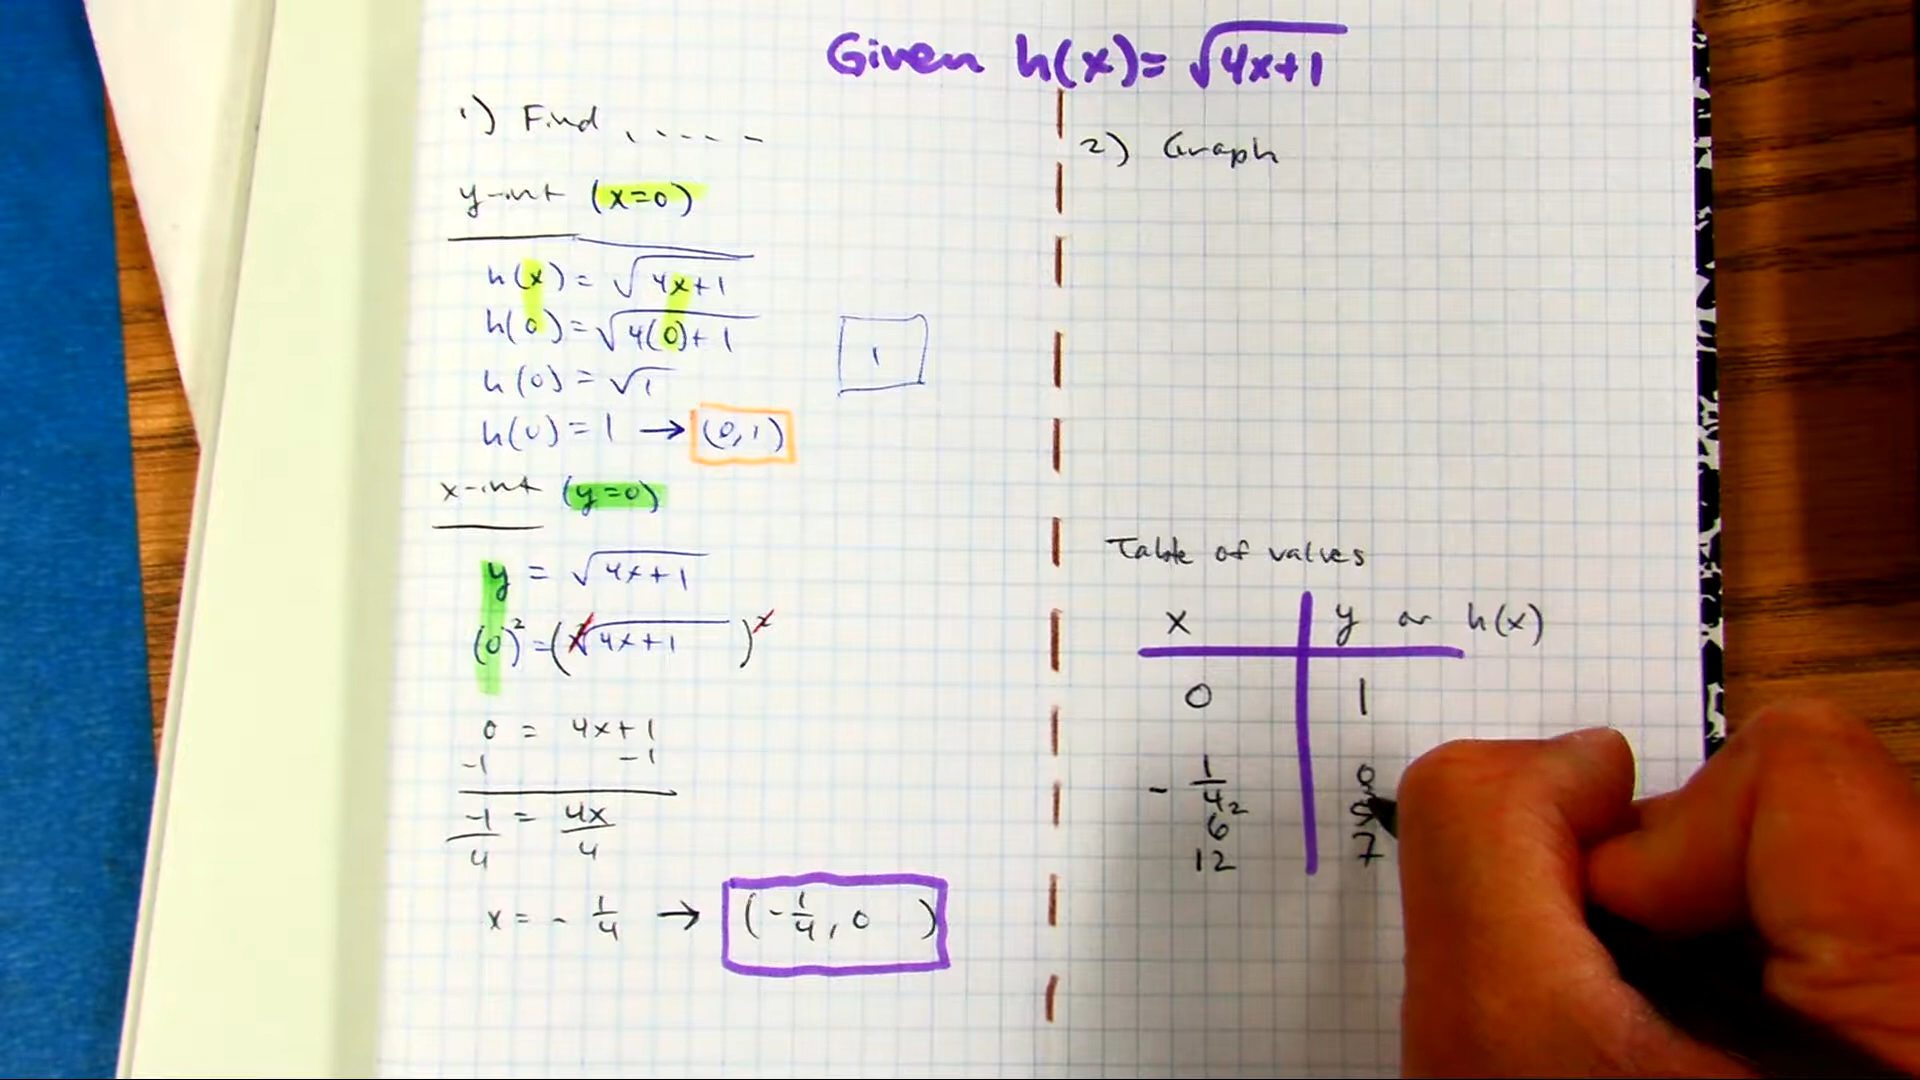 Given h(x)= √4x+1
1) Find , - - - -
y-int (x=0)
h(x) = √4x+1
h(0) = √4(0)+1
1
h(0) = √1
h(0) = 1 → (0,1)
x-int (y=0)
y = √4x+1
(0)² = (²√4x+1)²
0 = 4x+1
-1 -1
-1/4 = 4x/4
x = -1/4 → (-1/4, 0)
2) Graph
Table of values
x y or h(x)
0 1
-1/4 0
2
6 5
12 7